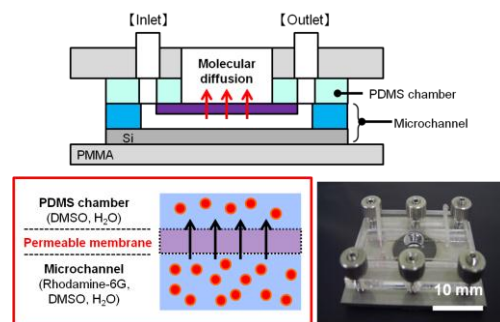 【Inlet】
【Outlet】
Molecular
diffusion
PDMS chamber
Microchannel
Si
PMMA
PDMS chamber
(DMSO, H₂O)
Permeable membrane
Microchannel
(Rhodamine-6G,
DMSO, H₂O)
10 mm